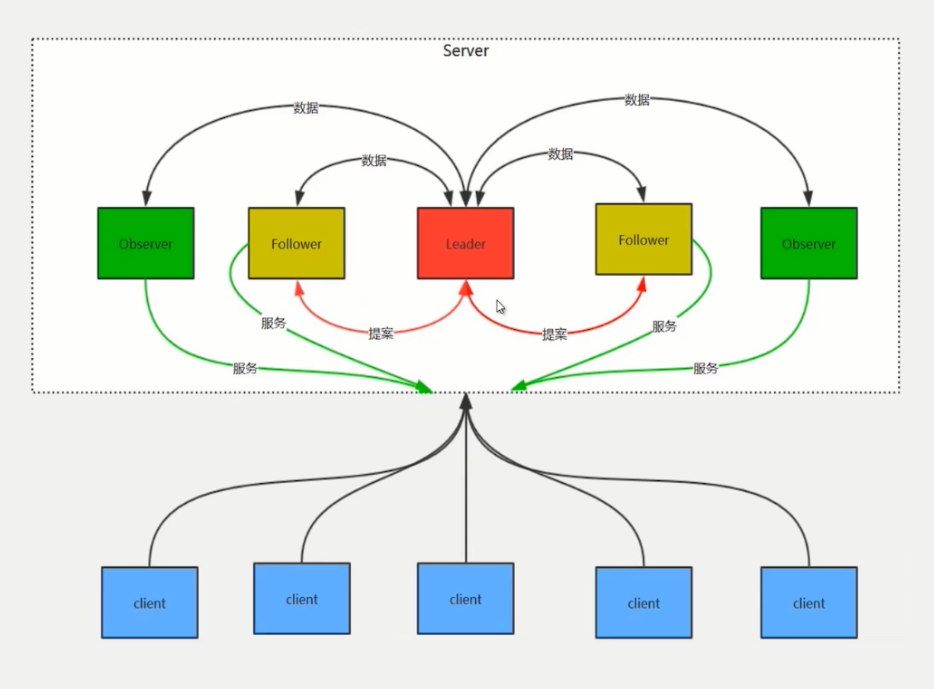 Server
数据
数据
数据
数据
Observer
Follower
Leader
Follower
Observer
服务
提案
提案
服务
服务
服务
client
client
client
client
client